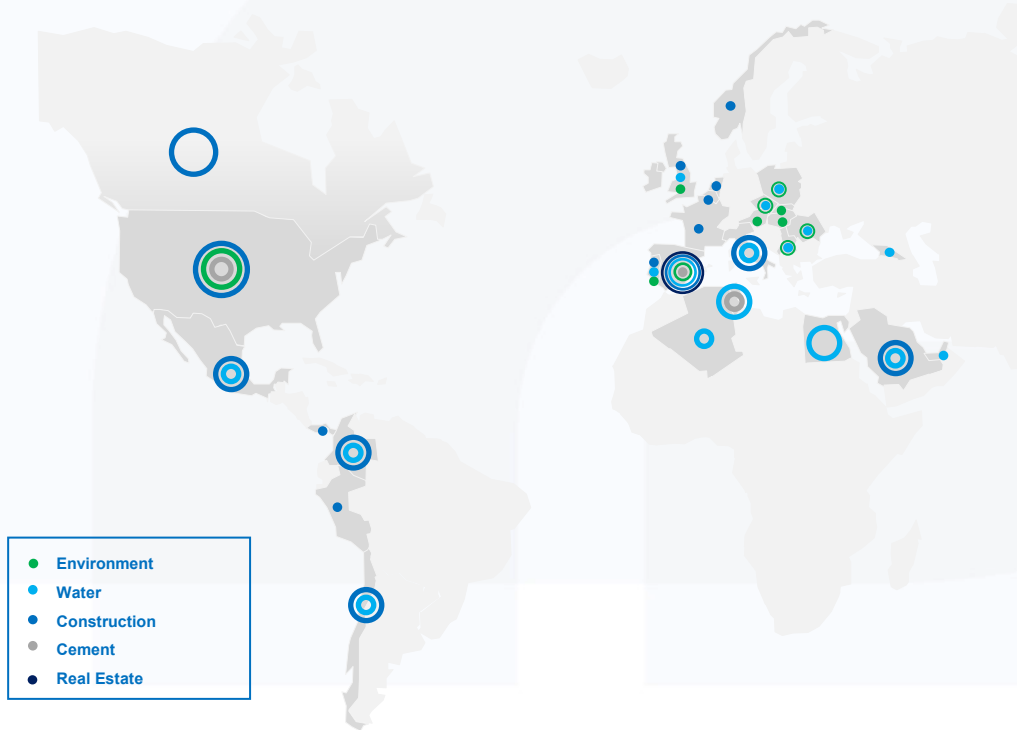 Environment
Water
Construction
Cement
Real Estate